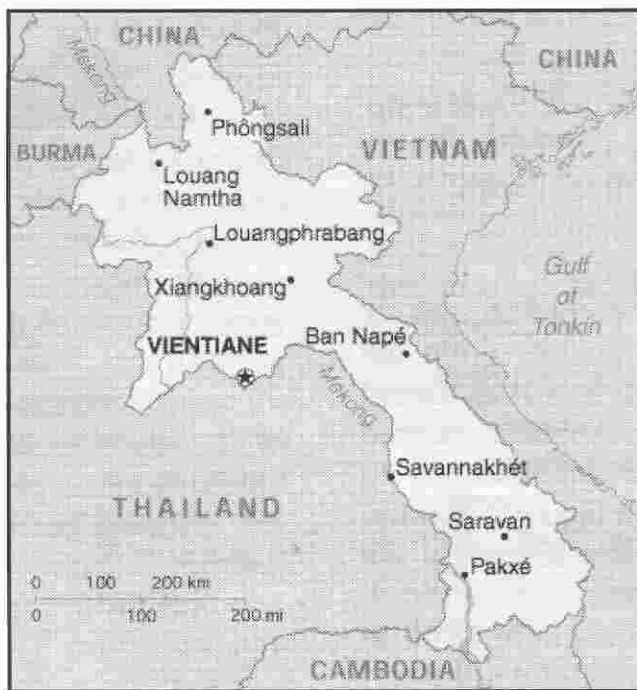 CHINA
CHINA
Mekong
Phôngsali
BURMA
VIETNAM
Louang
Namtha
Louangphrabang
Gulf
of
Tonkin
Xiangkhoang
Ban Napé
VIENTIANE
Mekong
Savannakhét
THAILAND
Saravan
Pakxé
0 100 200 km
0 100 200 mi
CAMBODIA